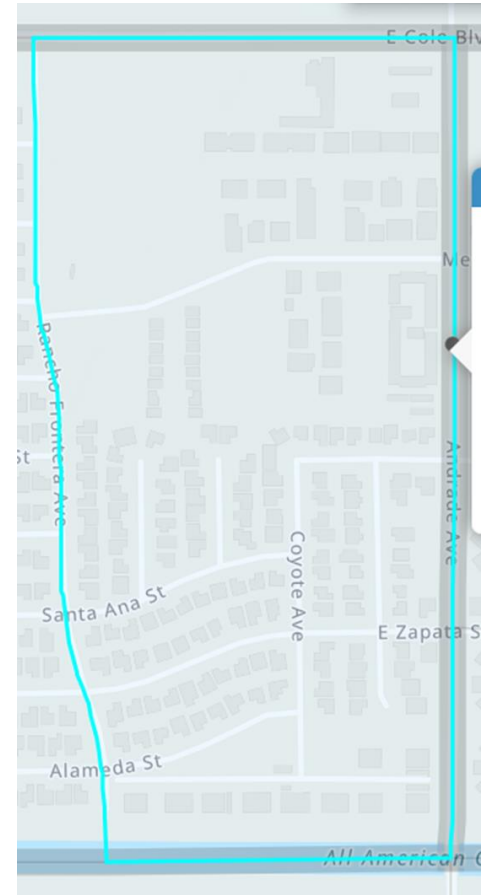 E Cole Blv
Me
Rancho Frontera Ave
St
Andrade Ave
Coyote Ave
Santa Ana St
E Zapata S
Alameda St
All American C